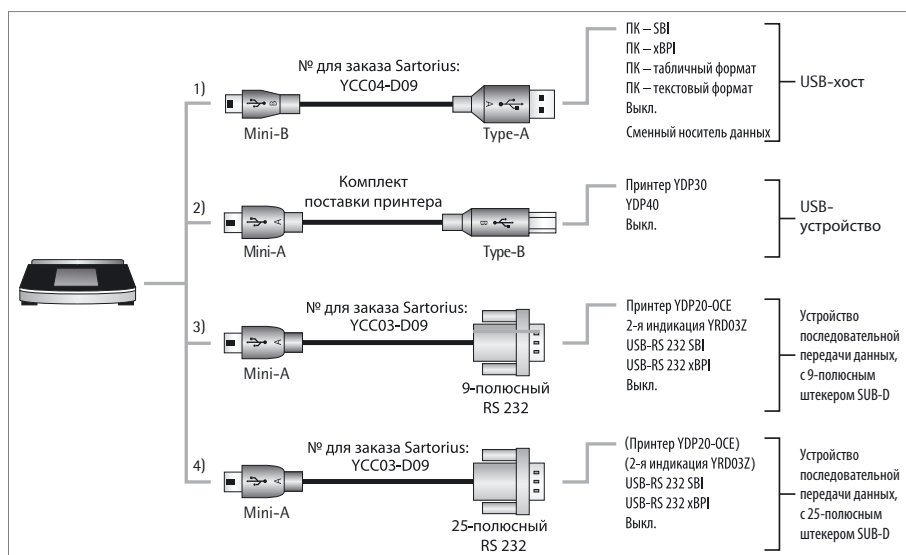 1)
№ для заказа Sartorius:
YCC04-D09
Mini-B
Type-A
ПК – SBI
ПК – xBPI
ПК – табличный формат
ПК – текстовый формат
Выкл.
Сменный носитель данных
USB-хост
2)
Комплект
поставки принтера
Mini-A
Type-B
Принтер YDP30
YDP40
Выкл.
USB-
устройство
3)
№ для заказа Sartorius:
YCC03-D09
Mini-A
9-полюсный
RS 232
Принтер YDP20-OCE
2-я индикация YRD03Z
USB-RS 232 SBI
USB-RS 232 xBPI
Выкл.
Устройство
последовательной
передачи данных,
с 9-полюсным
штекером SUB-D
4)
№ для заказа Sartorius:
YCC03-D09
Mini-A
25-полюсный
RS 232
(Принтер YDP20-OCE)
(2-я индикация YRD03Z)
USB-RS 232 SBI
USB-RS 232 xBPI
Выкл.
Устройство
последовательной
передачи данных,
с 25-полюсным
штекером SUB-D